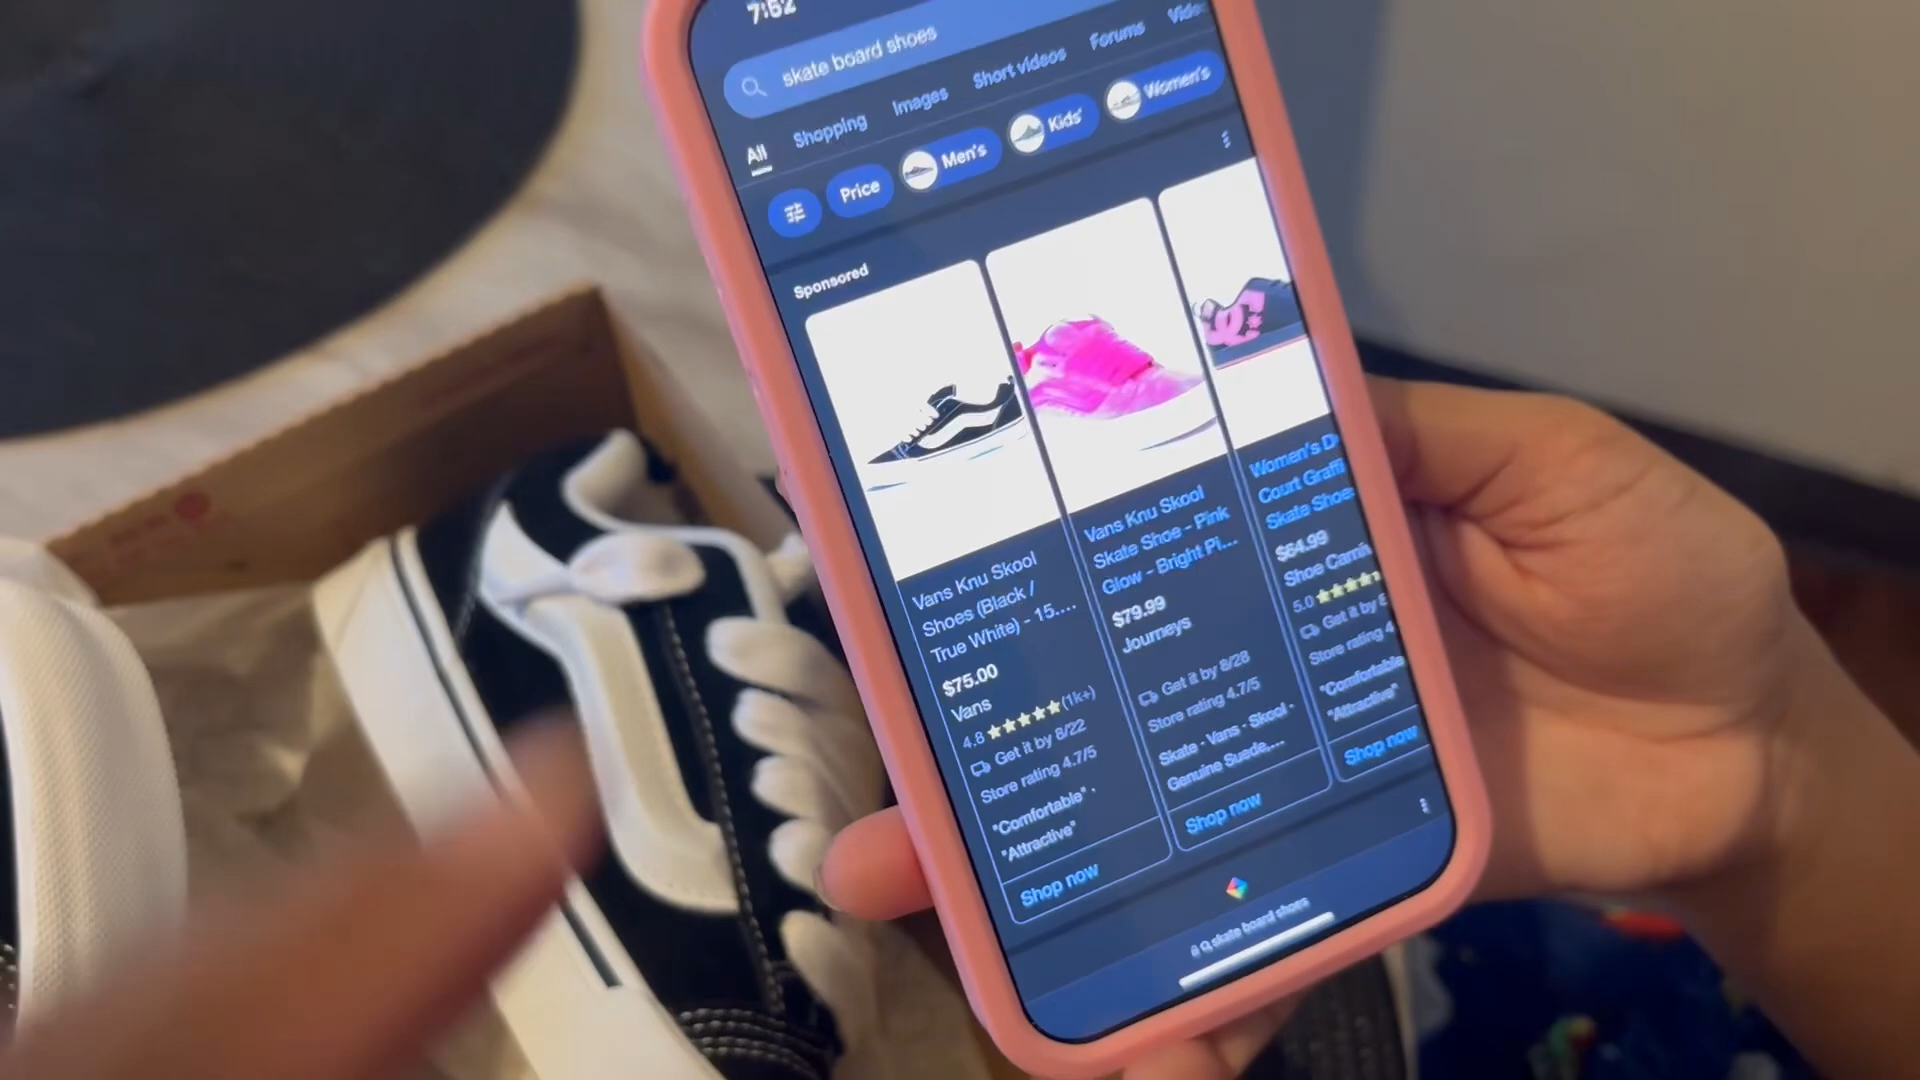 7:52
skate board shoes
All Shopping Images Short videos Forums Video
Price Men's Kids' Women's
Sponsored
Vans Knu Skool
Shoes (Black /
True White) - 15....
$75.00
Vans
4.8 (1k+)
Get it by 8/22
Store rating 4.7/5
"Comfortable" ·
"Attractive"
Shop now
Vans Knu Skool
Skate Shoe - Pink
Glow - Bright Pi...
$79.99
Journeys
Get it by 8/28
Store rating 4.7/5
Skate · Vans · Skool ·
Genuine Suede,...
Shop now
Women's D
Court Graffi
Skate Shoe
$64.99
Shoe Carni
5.0
Get it by
Store rating 4
"Comfortable
"Attractive"
Shop now
skate board shoes